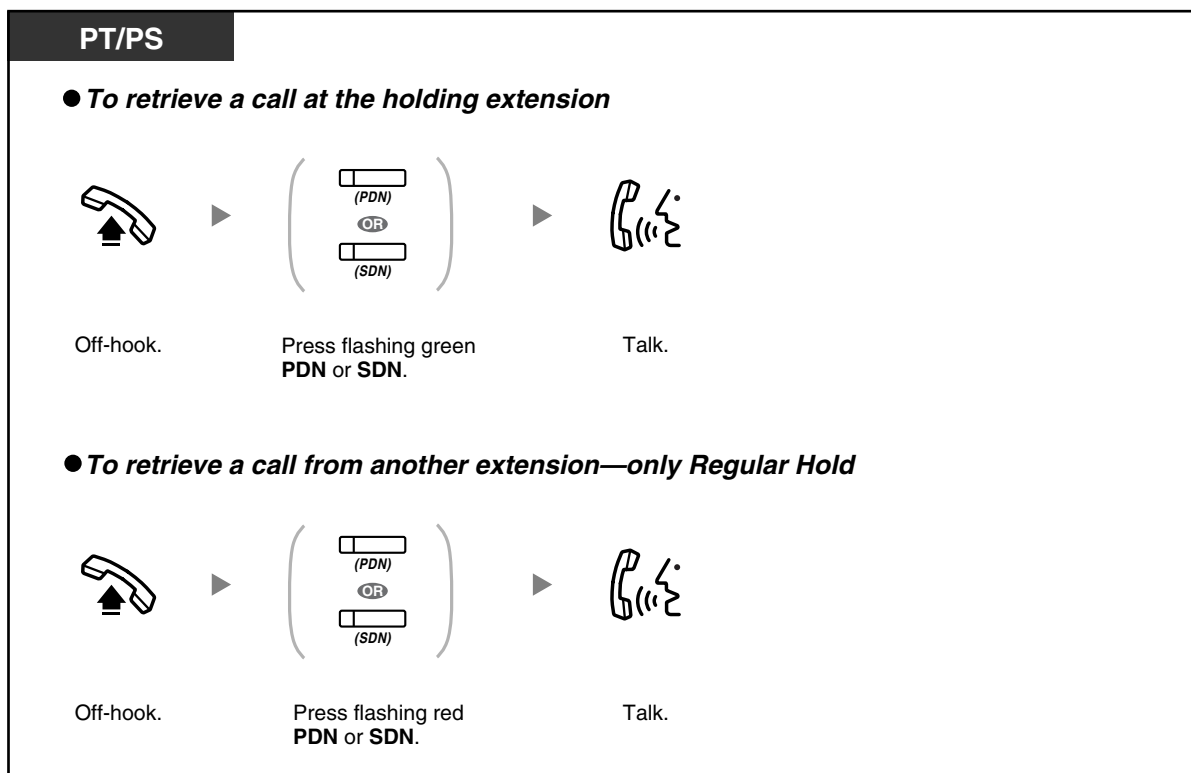 PT/PS
● To retrieve a call at the holding extension
(PDN)
OR
(SDN)
Off-hook.
Press flashing green
PDN or SDN.
Talk.
● To retrieve a call from another extension—only Regular Hold
(PDN)
OR
(SDN)
Off-hook.
Press flashing red
PDN or SDN.
Talk.